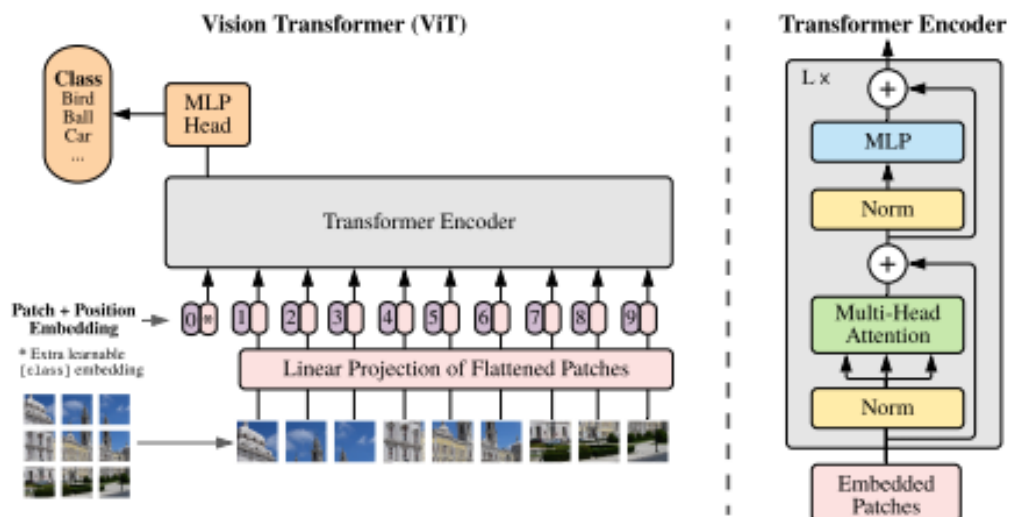 Vision Transformer (ViT)
Class
Bird
Ball
Car
...
MLP
Head
Transformer Encoder
Patch + Position
Embedding
* Extra learnable
[class] embedding
0 * 1 2 3 4 5 6 7 8 9
Linear Projection of Flattened Patches
Transformer Encoder
L ×
+
MLP
Norm
+
Multi-Head
Attention
Norm
Embedded
Patches